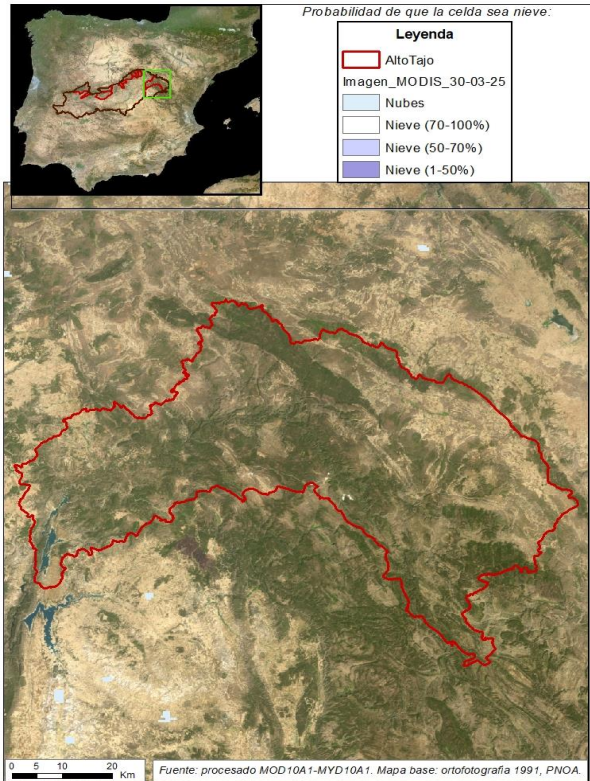 Probabilidad de que la celda sea nieve:
Leyenda
AltoTajo
Imagen_MODIS_30-03-25
Nubes
Nieve (70-100%)
Nieve (50-70%)
Nieve (1-50%)
0 5 10 20
Km
Fuente: procesado MOD10A1-MYD10A1. Mapa base: ortofotografia 1991, PNOA.